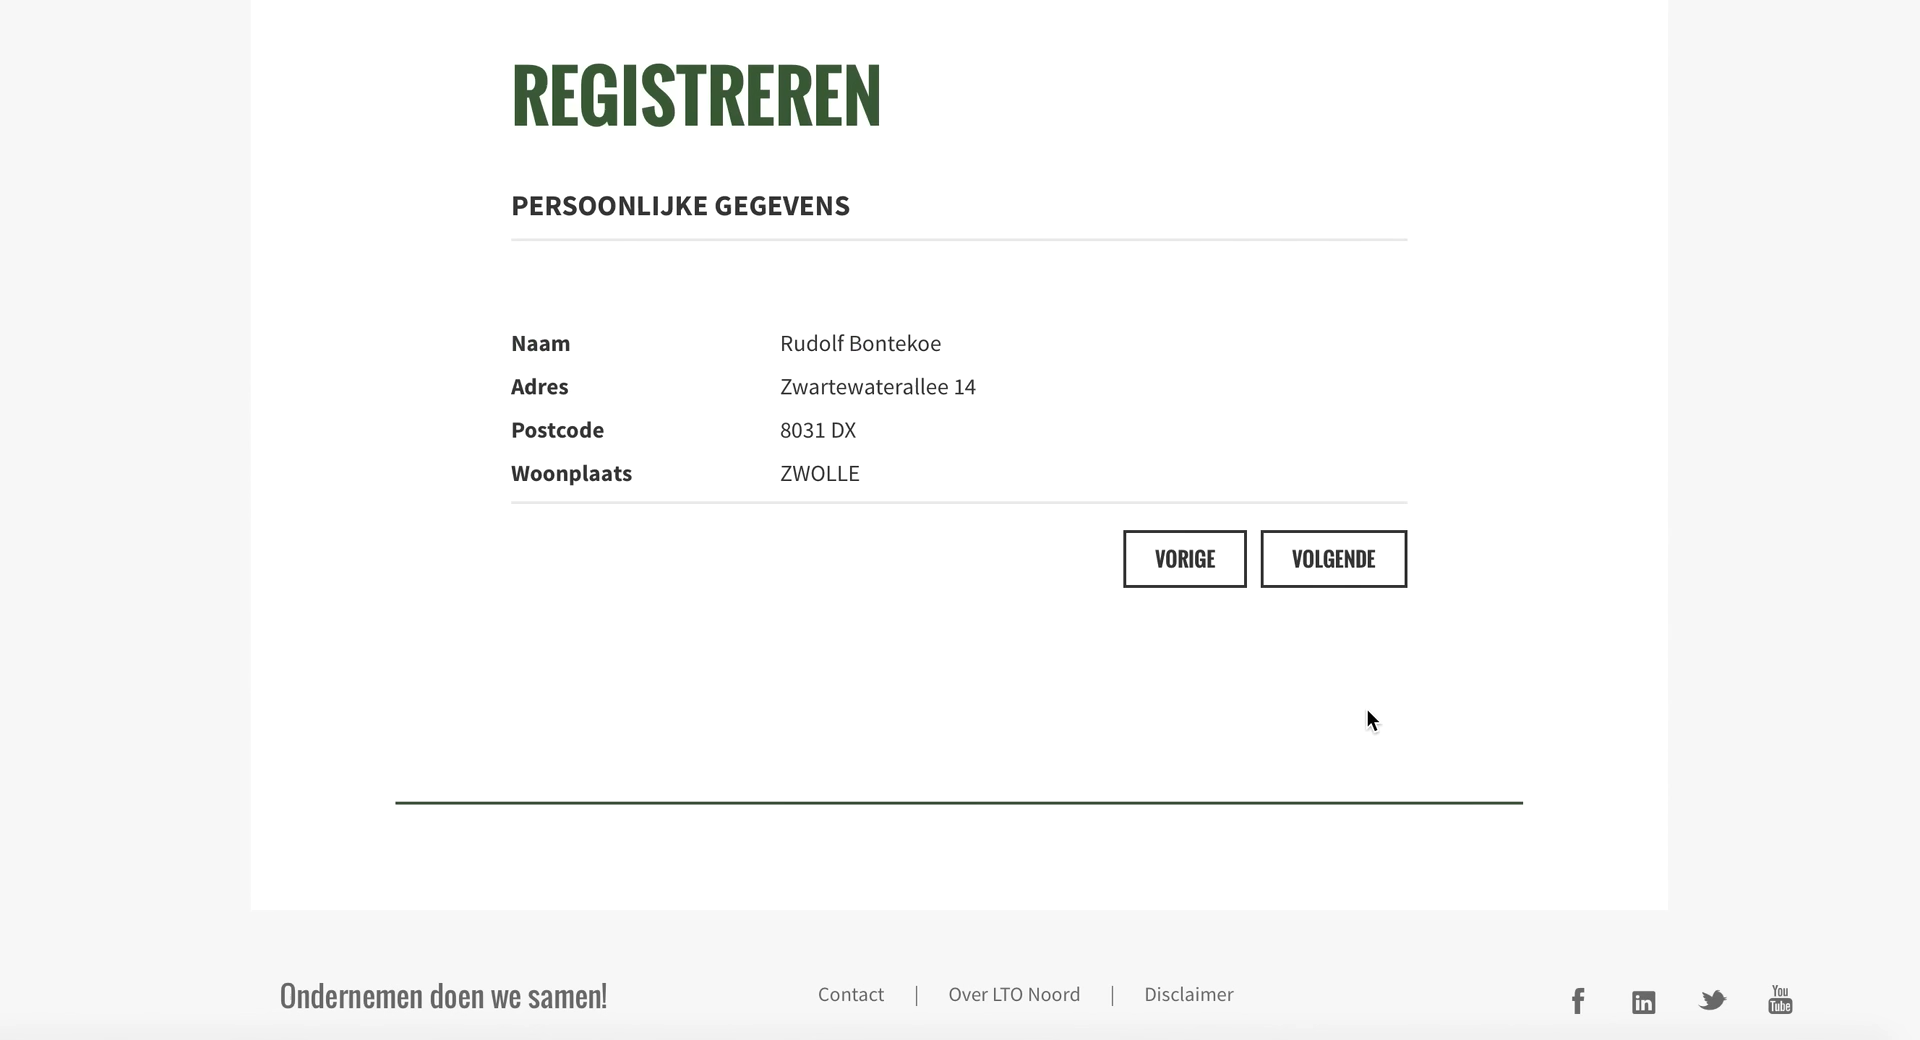 REGISTREREN
PERSOONLIJKE GEGEVENS
Naam Rudolf Bontekoe
Adres Zwartewaterallee 14
Postcode 8031 DX
Woonplaats ZWOLLE
VORIGE VOLGENDE
Ondernemen doen we samen! Contact | Over LTO Noord | Disclaimer f in You Tube